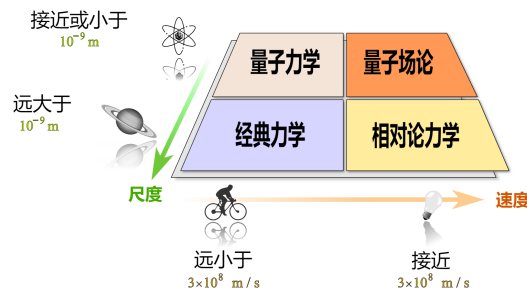 接近或小于
10⁻⁹ m
量子力学
量子场论
远大于
10⁻⁹ m
经典力学
相对论力学
尺度
速度
远小于
3×10⁸ m/s
接近
3×10⁸ m/s